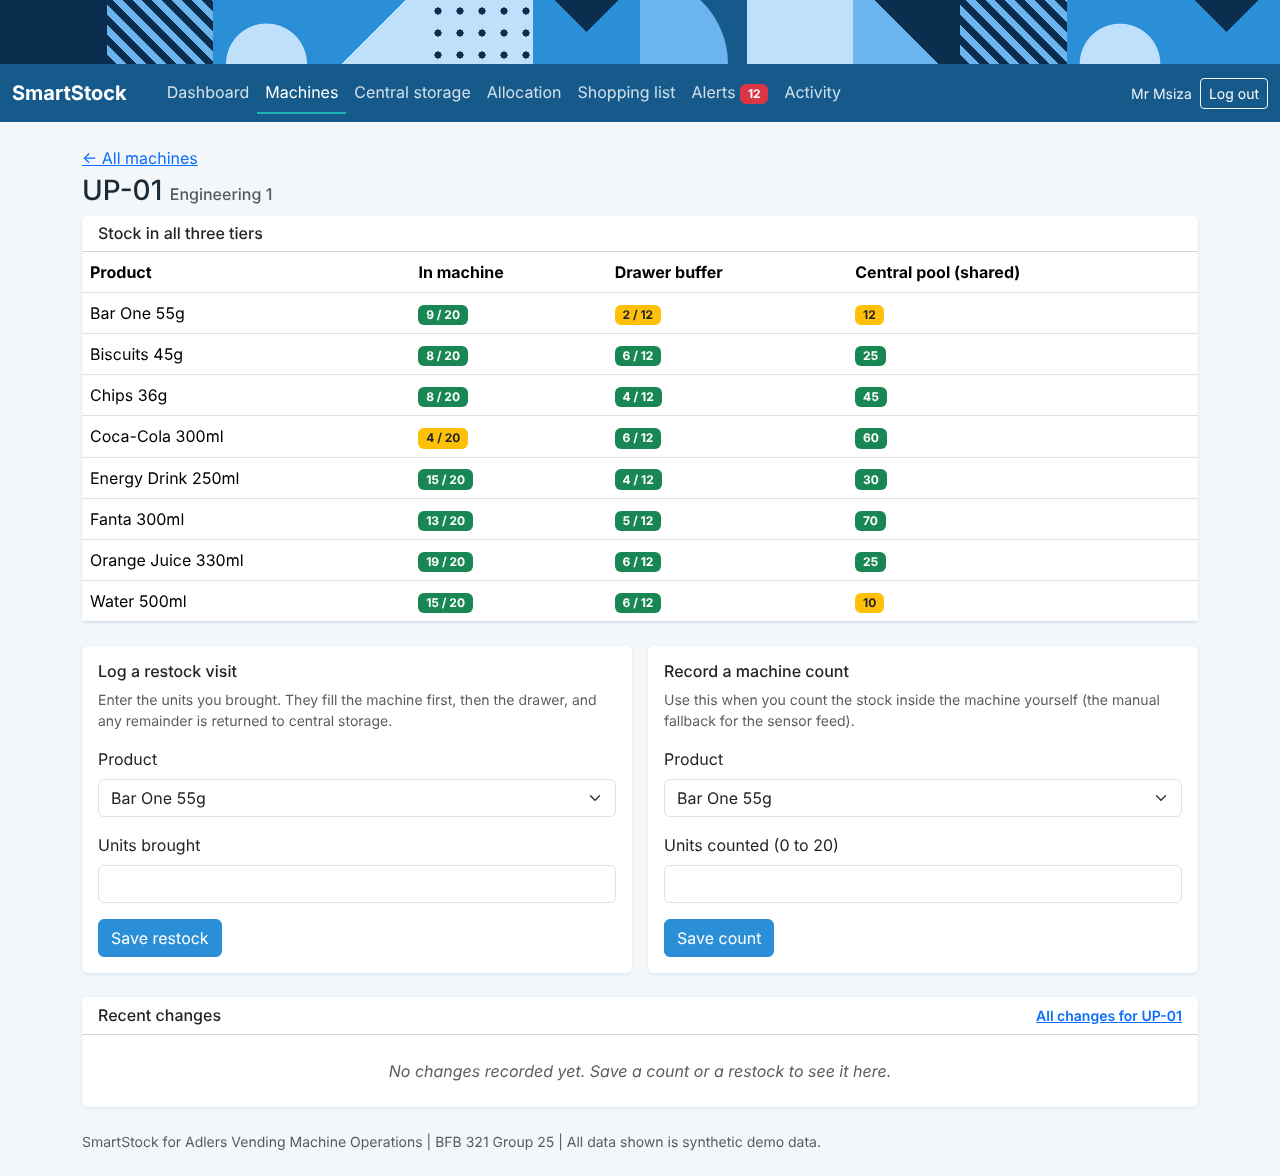 SmartStock Dashboard Machines Central storage Allocation Shopping list Alerts 12 Activity Mr Msiza Log out
← All machines
UP-01 Engineering 1
Stock in all three tiers
Product In machine Drawer buffer Central pool (shared)
Bar One 55g 9 / 20 2 / 12 12
Biscuits 45g 8 / 20 6 / 12 25
Chips 36g 8 / 20 4 / 12 45
Coca-Cola 300ml 4 / 20 6 / 12 60
Energy Drink 250ml 15 / 20 4 / 12 30
Fanta 300ml 13 / 20 5 / 12 70
Orange Juice 330ml 19 / 20 6 / 12 25
Water 500ml 15 / 20 6 / 12 10
Log a restock visit
Enter the units you brought. They fill the machine first, then the drawer, and
any remainder is returned to central storage.
Product
Bar One 55g
Units brought
Save restock
Record a machine count
Use this when you count the stock inside the machine yourself (the manual
fallback for the sensor feed).
Product
Bar One 55g
Units counted (0 to 20)
Save count
Recent changes All changes for UP-01
No changes recorded yet. Save a count or a restock to see it here.
SmartStock for Adlers Vending Machine Operations | BFB 321 Group 25 | All data shown is synthetic demo data.